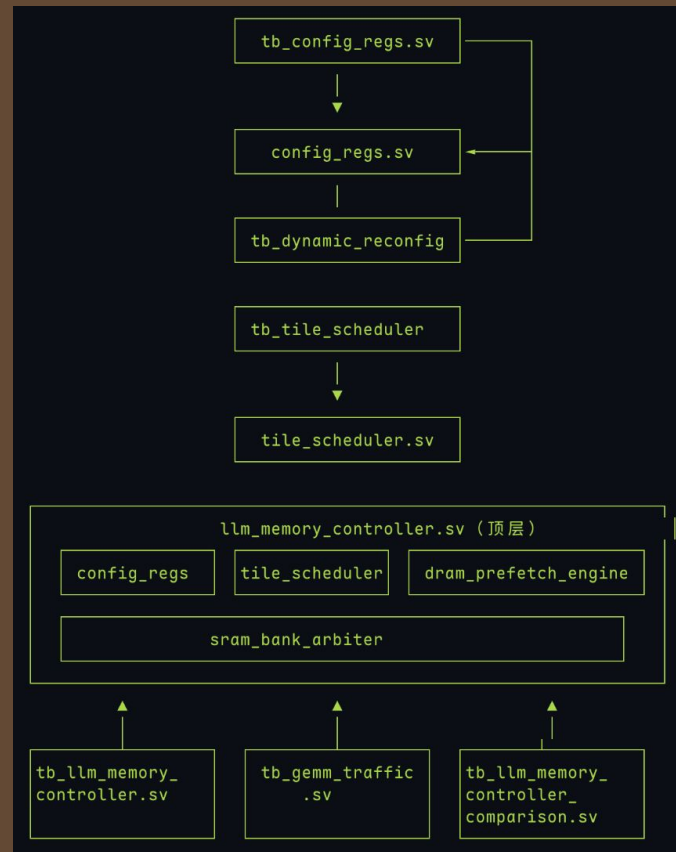 tb_config_regs.sv
config_regs.sv
tb_dynamic_reconfig
tb_tile_scheduler
tile_scheduler.sv
llm_memory_controller.sv (顶层)
config_regs
tile_scheduler
dram_prefetch_engine
sram_bank_arbiter
tb_llm_memory_
controller.sv
tb_gemm_traffic
.sv
tb_llm_memory_
controller_
comparison.sv